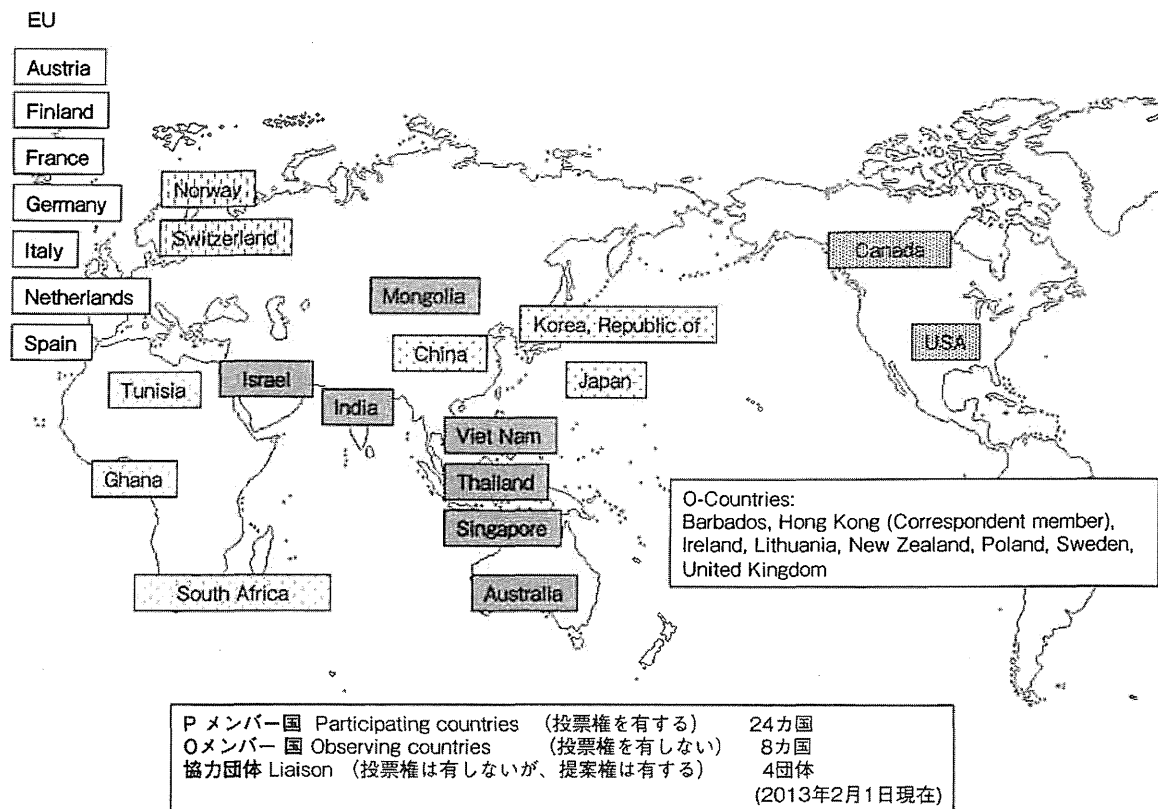 EU
Austria
Finland
France
Germany
Italy
Netherlands
Spain
Norway
Switzerland
Tunisia
Ghana
South Africa
Israel
India
Mongolia
China
Korea, Republic of
Japan
Viet Nam
Thailand
Singapore
Australia
Canada
USA
O-Countries:
Barbados, Hong Kong (Correspondent member),
Ireland, Lithuania, New Zealand, Poland, Sweden,
United Kingdom
P メンバー国 Participating countries (投票権を有する) 24カ国
Oメンバー国 Observing countries (投票権を有しない) 8カ国
協力団体 Liaison (投票権は有しないが、提案権は有する) 4団体
(2013年2月1日現在)